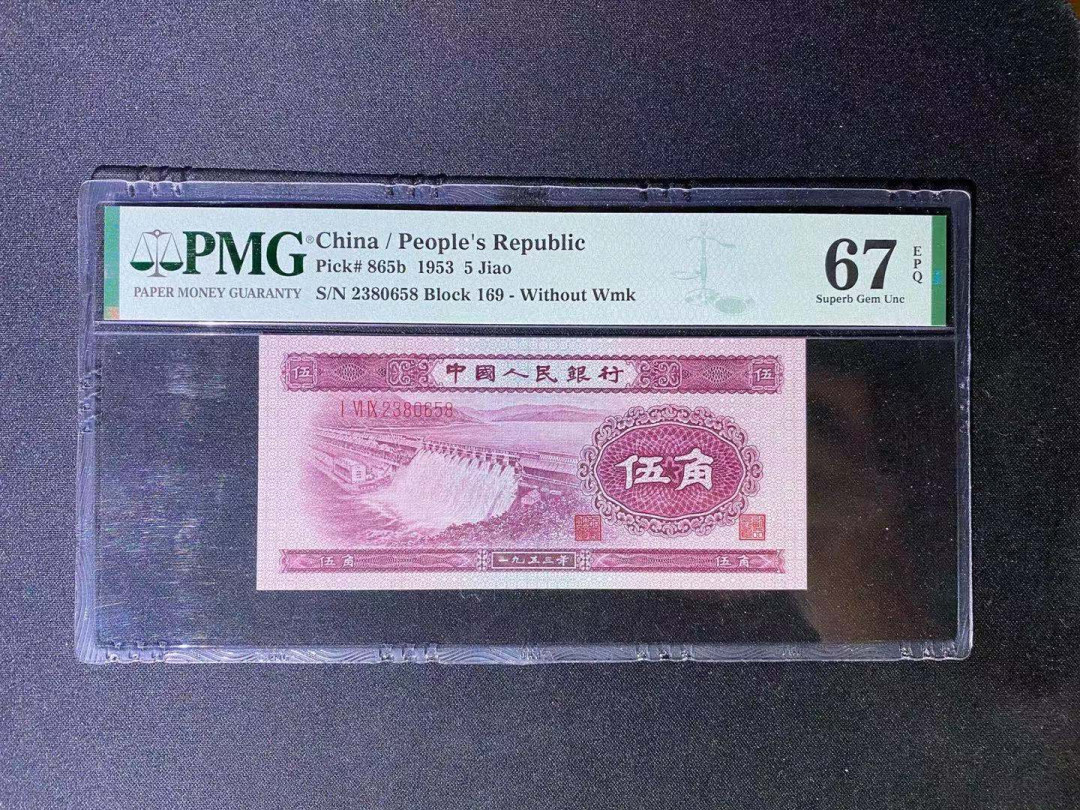 PMG®
PAPER MONEY GUARANTY
China / People's Republic
Pick# 865b 1953 5 Jiao
S/N 2380658 Block 169 - Without Wmk
67
EPQ
Superb Gem Unc
伍 中國人民銀行 伍
I VI IX 2380658
伍角
伍角 一九五三年 伍角